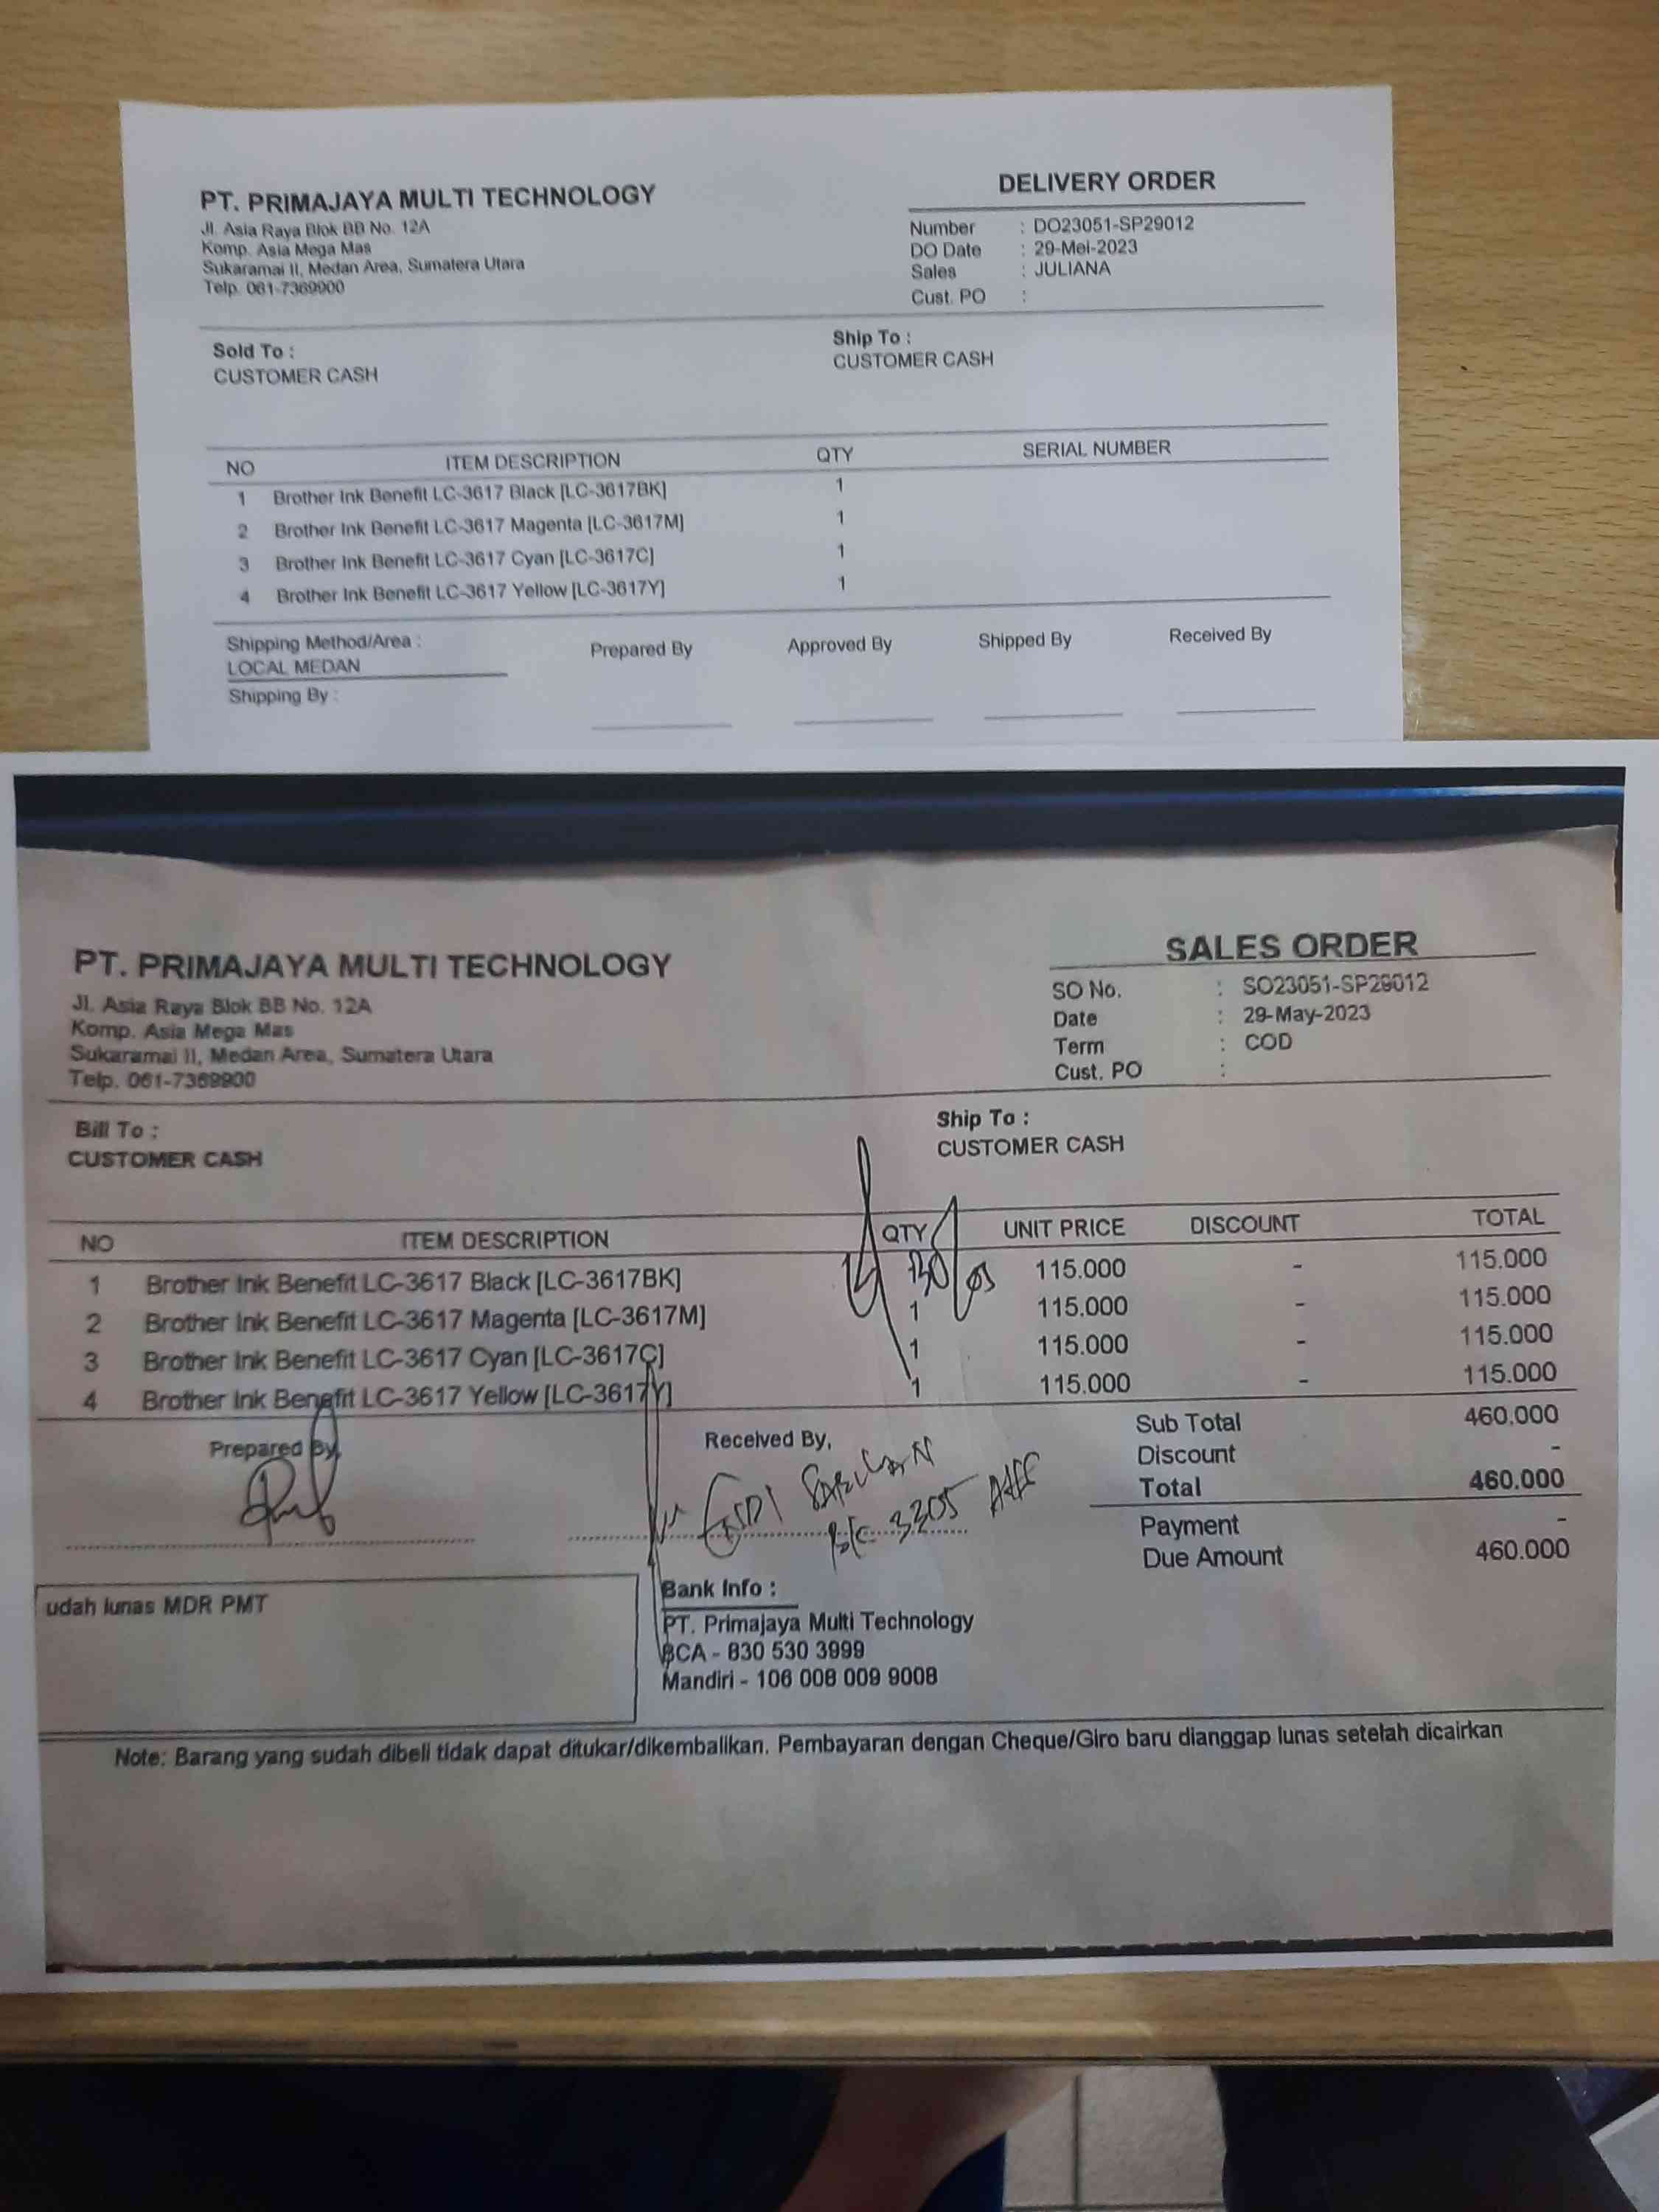 PT. PRIMAJAYA MULTI TECHNOLOGY
Jl. Asia Raya Blok BB No. 12A
Komp. Asia Mega Mas
Sukaramai II, Medan Area, Sumatera Utara
Telp. 061-7369900
DELIVERY ORDER
Number : DO23051-SP29012
DO Date : 29-Mei-2023
Sales : JULIANA
Cust. PO :
Sold To :
CUSTOMER CASH
Ship To :
CUSTOMER CASH
NO ITEM DESCRIPTION QTY SERIAL NUMBER
1 Brother Ink Benefit LC-3617 Black [LC-3617BK] 1
2 Brother Ink Benefit LC-3617 Magenta [LC-3617M] 1
3 Brother Ink Benefit LC-3617 Cyan [LC-3617C] 1
4 Brother Ink Benefit LC-3617 Yellow [LC-3617Y] 1
Shipping Method/Area :
LOCAL MEDAN
Shipping By :
Prepared By Approved By Shipped By Received By
PT. PRIMAJAYA MULTI TECHNOLOGY
Jl. Asia Raya Blok BB No. 12A
Komp. Asia Mega Mas
Sukaramai II, Medan Area, Sumatera Utara
Telp. 061-7369900
SALES ORDER
SO No. : SO23051-SP29012
Date : 29-May-2023
Term : COD
Cust. PO :
Bill To :
CUSTOMER CASH
Ship To :
CUSTOMER CASH
NO ITEM DESCRIPTION QTY UNIT PRICE DISCOUNT TOTAL
1 Brother Ink Benefit LC-3617 Black [LC-3617BK] 115.000 - 115.000
2 Brother Ink Benefit LC-3617 Magenta [LC-3617M] 1 115.000 - 115.000
3 Brother Ink Benefit LC-3617 Cyan [LC-3617C] 1 115.000 - 115.000
4 Brother Ink Benefit LC-3617 Yellow [LC-3617Y] 1 115.000 - 115.000
Sub Total 460.000
Discount -
Total 460.000
Payment -
Due Amount 460.000
Prepared By,
Received By,
3305
udah lunas MDR PMT
Bank Info :
PT. Primajaya Multi Technology
BCA - 830 530 3999
Mandiri - 106 008 009 9008
Note: Barang yang sudah dibeli tidak dapat ditukar/dikembalikan. Pembayaran dengan Cheque/Giro baru dianggap lunas setelah dicairkan